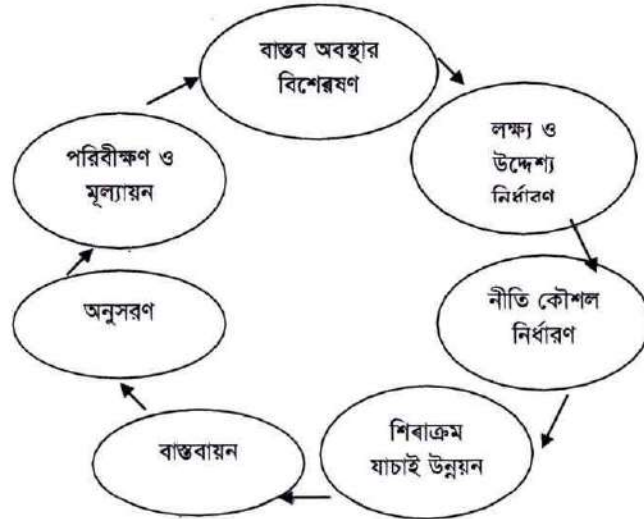 বাস্তব অবস্থার
বিশেরষণ
লক্ষ্য ও
উদ্দেশ্য
নির্ধারণ
নীতি কৌশল
নির্ধারণ
শিৰাক্রম
যাচাই উন্নয়ন
বাস্তবায়ন
অনুসরণ
পরিবীক্ষণ ও
মূল্যায়ন